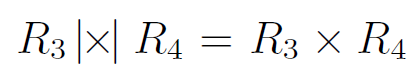 R₃ |×| R₄ = R₃ × R₄